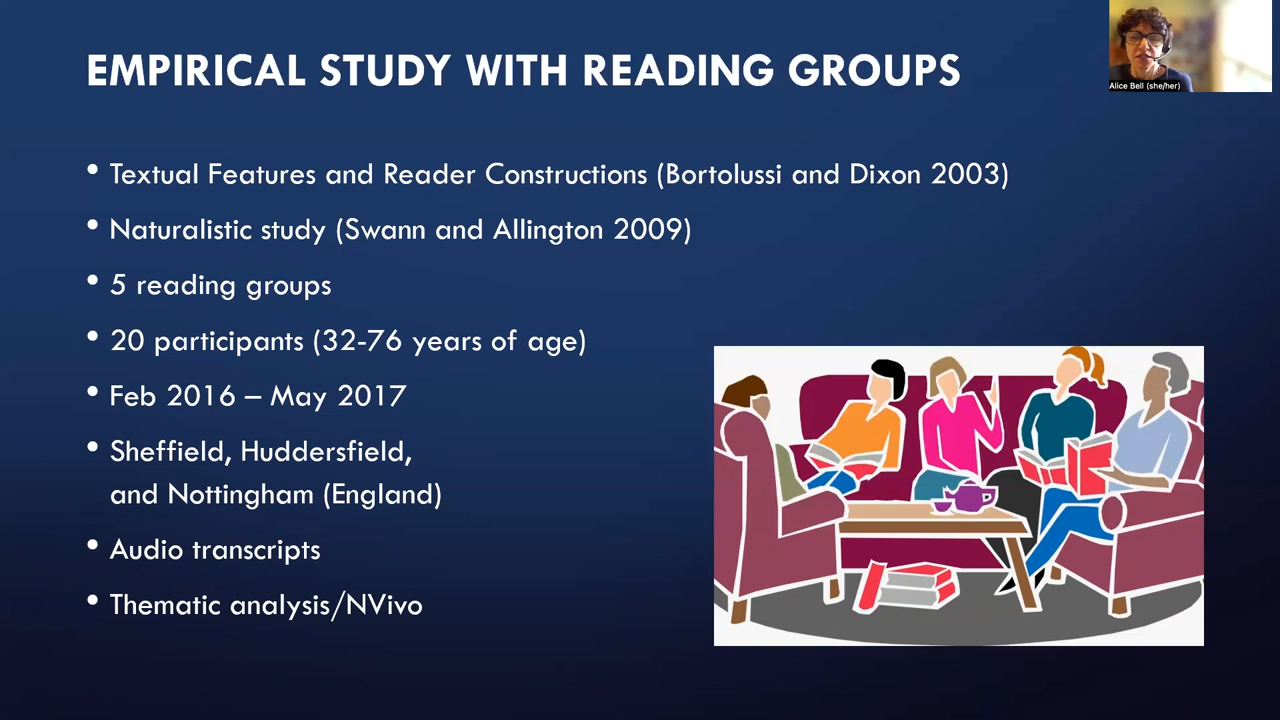 EMPIRICAL STUDY WITH READING GROUPS
Alice Bell (she/her)
• Textual Features and Reader Constructions (Bortolussi and Dixon 2003)
• Naturalistic study (Swann and Allington 2009)
• 5 reading groups
• 20 participants (32-76 years of age)
• Feb 2016 – May 2017
• Sheffield, Huddersfield,
and Nottingham (England)
• Audio transcripts
• Thematic analysis/NVivo